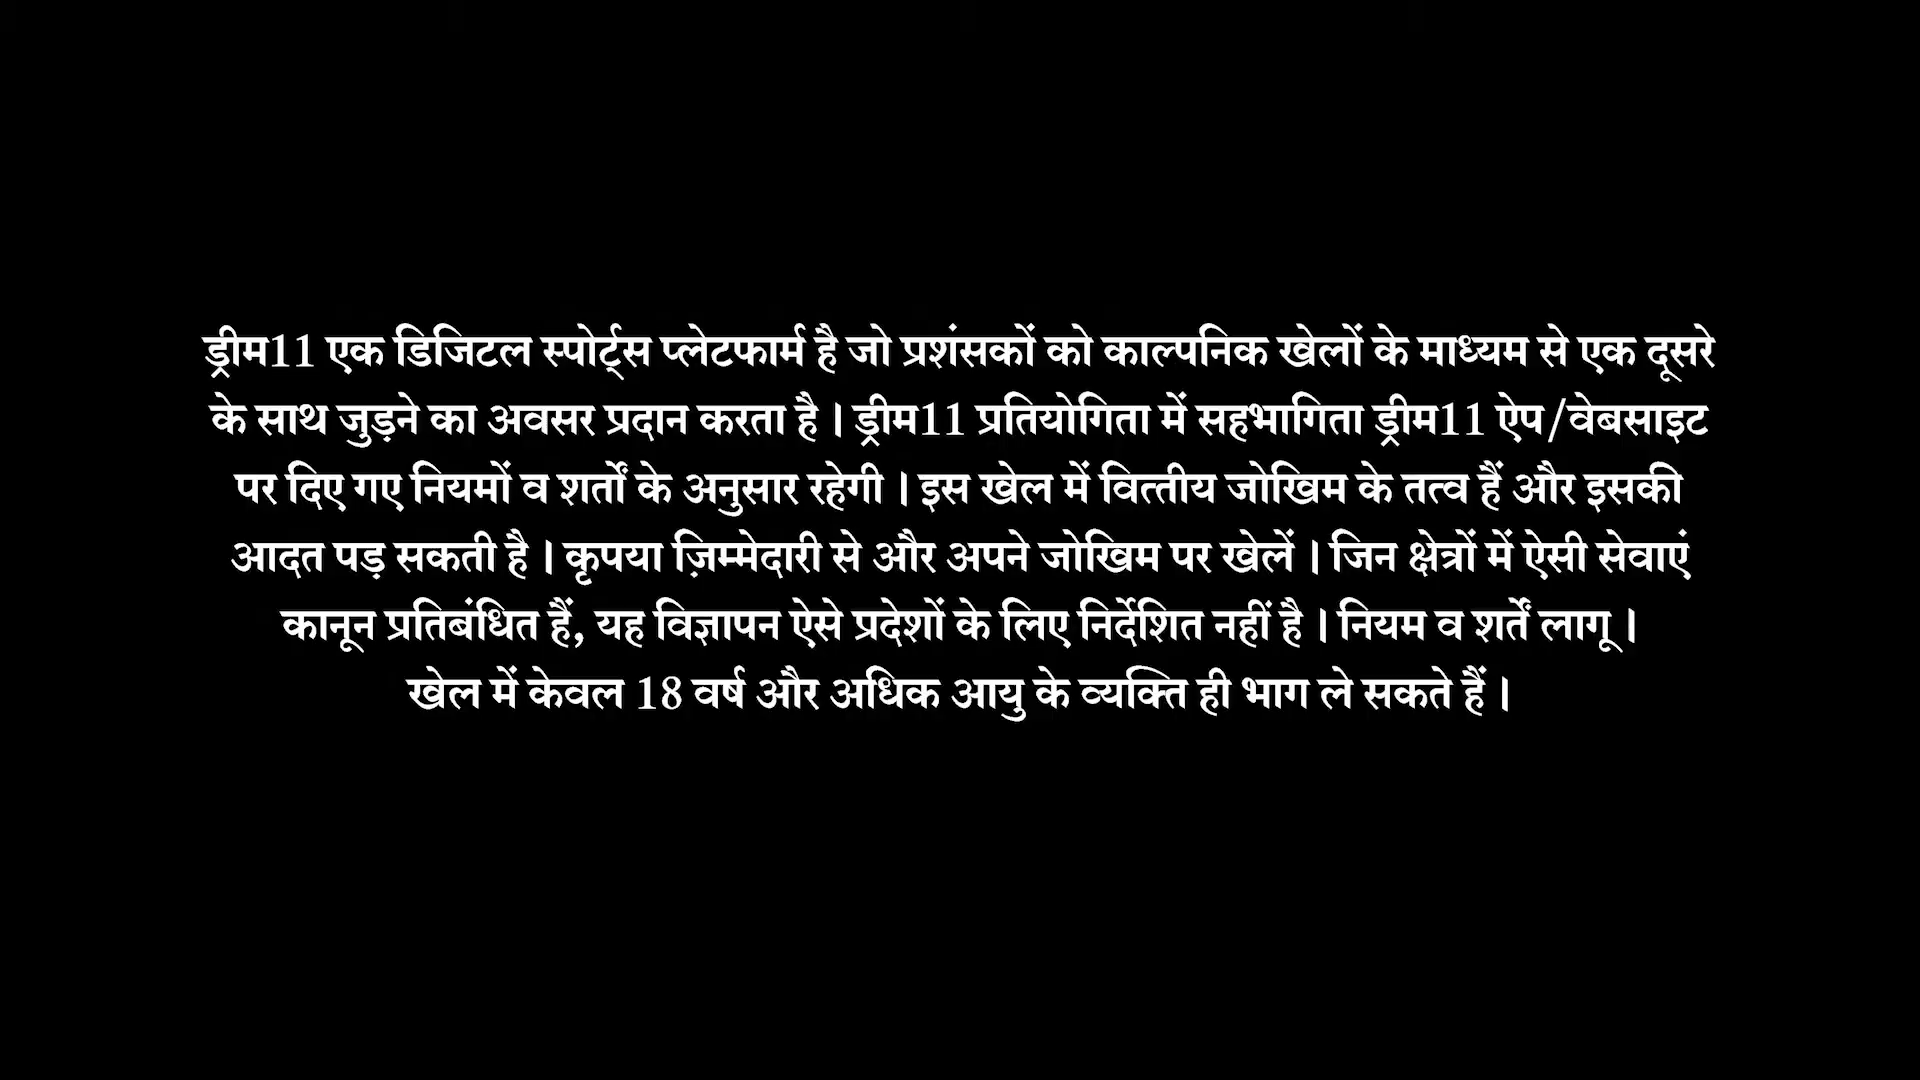 ड्रीम11 एक डिजिटल स्पोर्ट्स प्लेटफार्म है जो प्रशंसकों को काल्पनिक खेलों के माध्यम से एक दूसरे
के साथ जुड़ने का अवसर प्रदान करता है । ड्रीम11 प्रतियोगिता में सहभागिता ड्रीम11 ऐप/वेबसाइट
पर दिए गए नियमों व शर्तों के अनुसार रहेगी । इस खेल में वित्तीय जोखिम के तत्व हैं और इसकी
आदत पड़ सकती है । कृपया ज़िम्मेदारी से और अपने जोखिम पर खेलें । जिन क्षेत्रों में ऐसी सेवाएं
कानून प्रतिबंधित हैं, यह विज्ञापन ऐसे प्रदेशों के लिए निर्देशित नहीं है । नियम व शर्तें लागू ।
खेल में केवल 18 वर्ष और अधिक आयु के व्यक्ति ही भाग ले सकते हैं ।